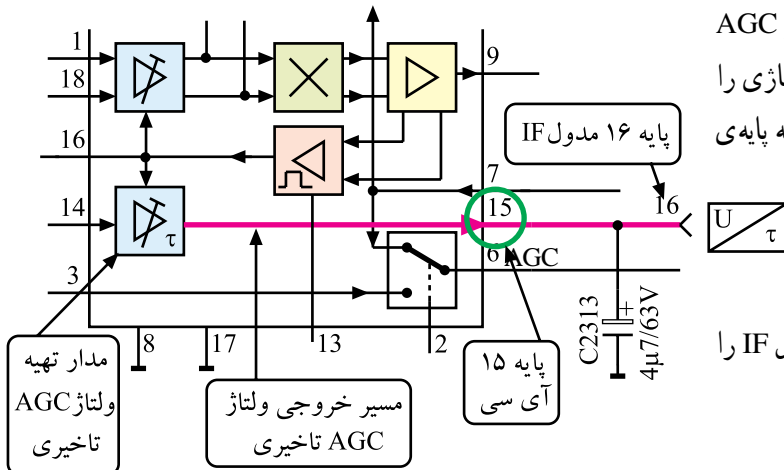 AGC
1
9
ﺎژی را
18
16
پایه ۱۶ مدول IF
ه پایه‌ی
7
14
15
16
U
τ
τ
6 AGC
3
C2313
+
4µ7/63V
8
17
13
2
مدار تهیه
ولتاژ AGC
تاخیری
مسیر خروجی ولتاژ
AGC تاخیری
پایه ۱۵
آی سی
ل IF را